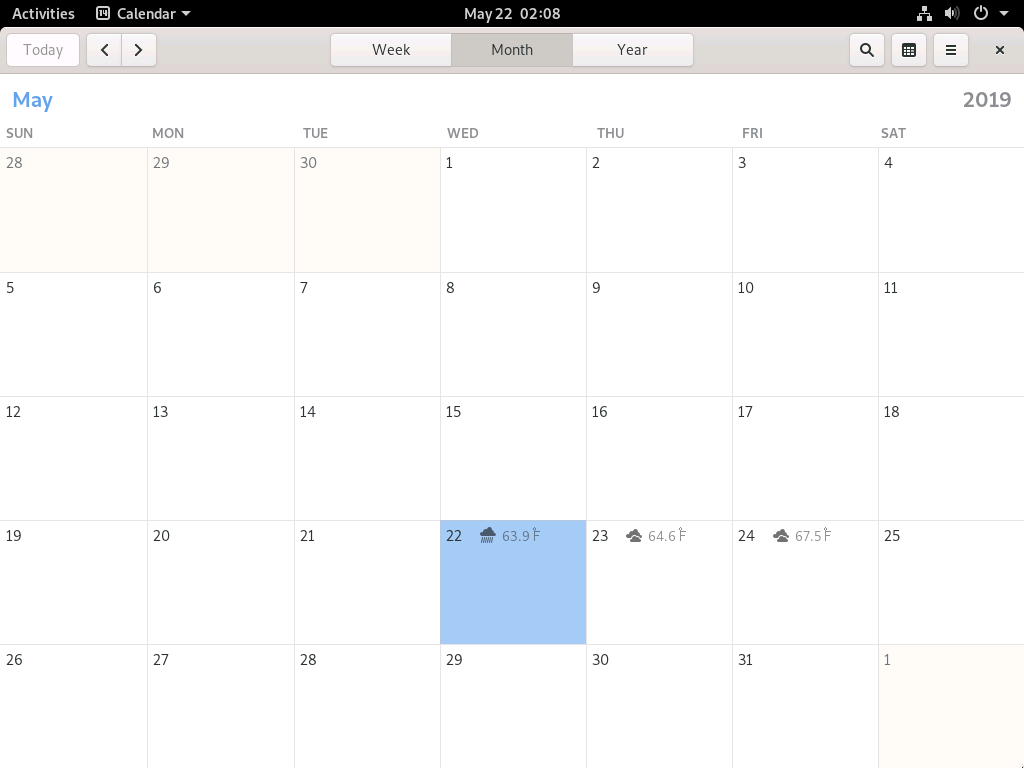 Activities Calendar May 22 02:08
Today Week Month Year
May 2019
SUN MON TUE WED THU FRI SAT
28 29 30 1 2 3 4
5 6 7 8 9 10 11
12 13 14 15 16 17 18
19 20 21 22 63.9 °F 23 64.6 °F 24 67.5 °F 25
26 27 28 29 30 31 1